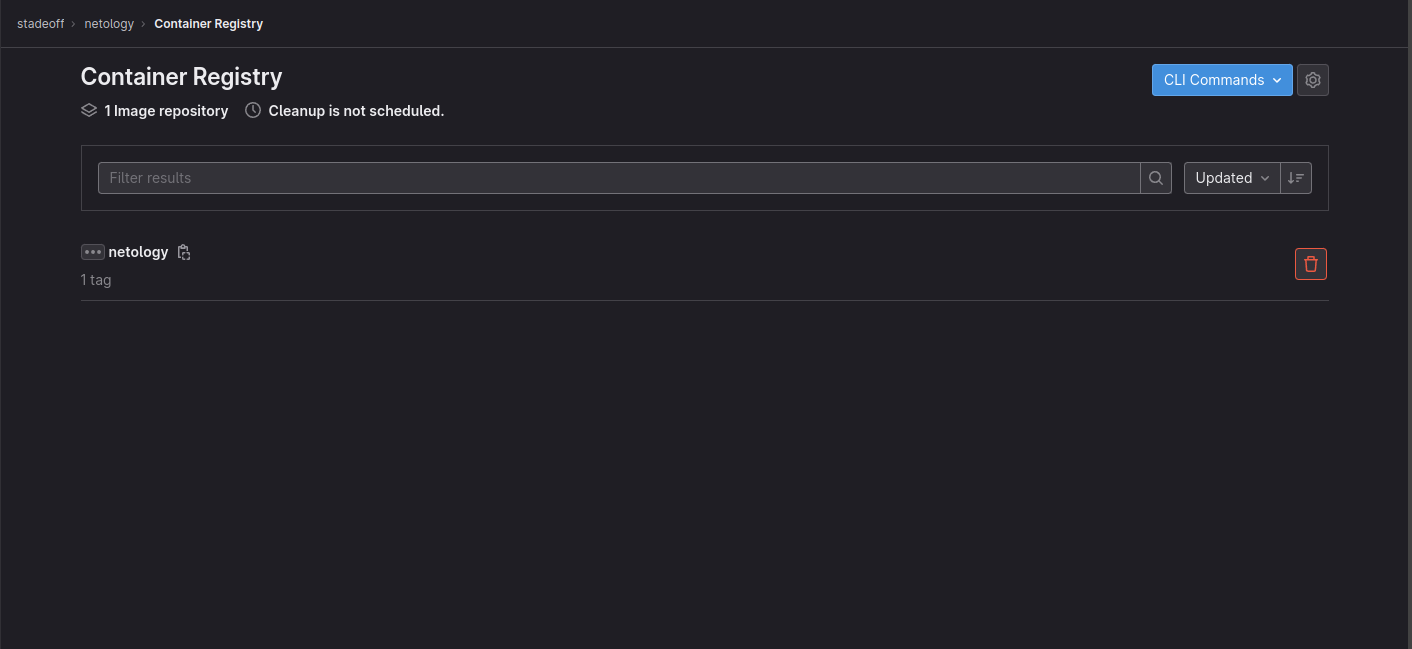 stadeoff › netology › Container Registry
Container Registry
CLI Commands
1 Image repository Cleanup is not scheduled.
Filter results
Updated
netology
1 tag